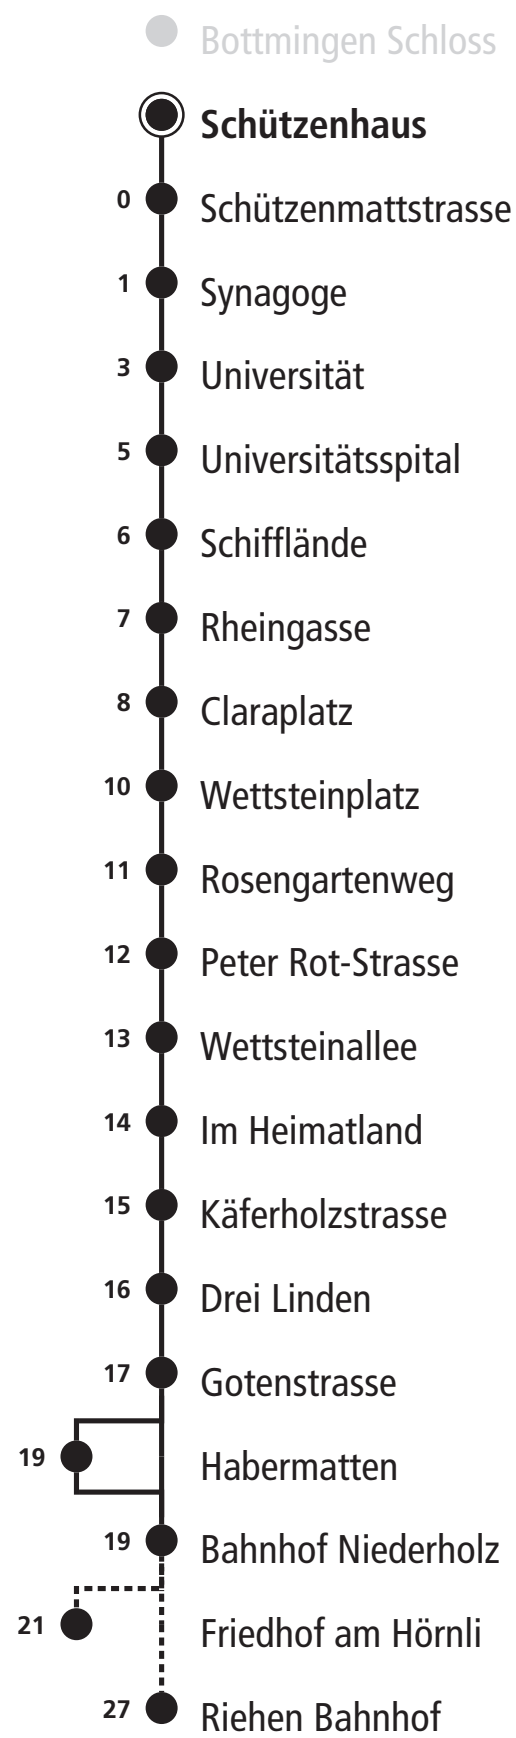 Bottmingen Schloss
Schützenhaus
0 Schützenmattstrasse
1 Synagoge
3 Universität
5 Universitätsspital
6 Schifflände
7 Rheingasse
8 Claraplatz
10 Wettsteinplatz
11 Rosengartenweg
12 Peter Rot-Strasse
13 Wettsteinallee
14 Im Heimatland
15 Käferholzstrasse
16 Drei Linden
17 Gotenstrasse
19 Habermatten
19 Bahnhof Niederholz
21 Friedhof am Hörnli
27 Riehen Bahnhof